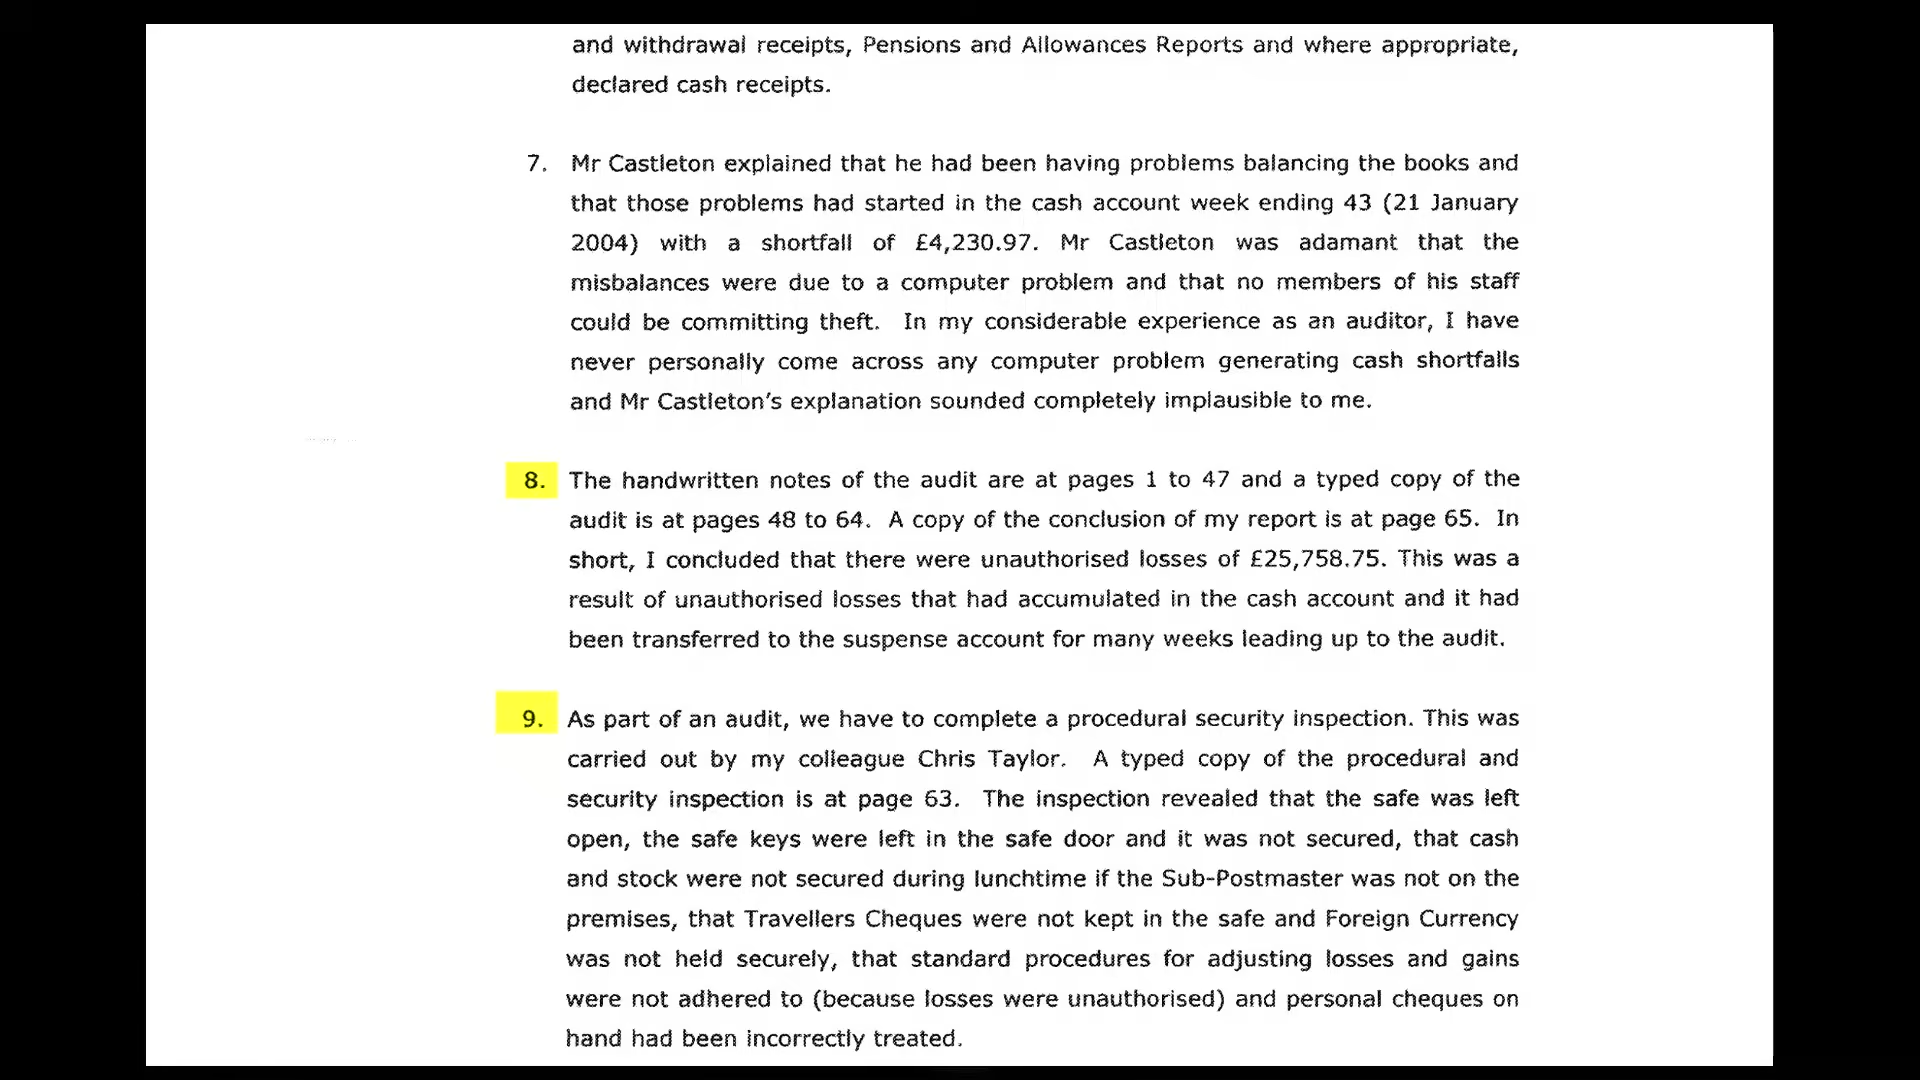 and withdrawal receipts, Pensions and Allowances Reports and where appropriate,
declared cash receipts.
7. Mr Castleton explained that he had been having problems balancing the books and
that those problems had started in the cash account week ending 43 (21 January
2004) with a shortfall of £4,230.97. Mr Castleton was adamant that the
misbalances were due to a computer problem and that no members of his staff
could be committing theft. In my considerable experience as an auditor, I have
never personally come across any computer problem generating cash shortfalls
and Mr Castleton's explanation sounded completely implausible to me.
8. The handwritten notes of the audit are at pages 1 to 47 and a typed copy of the
audit is at pages 48 to 64. A copy of the conclusion of my report is at page 65. In
short, I concluded that there were unauthorised losses of £25,758.75. This was a
result of unauthorised losses that had accumulated in the cash account and it had
been transferred to the suspense account for many weeks leading up to the audit.
9. As part of an audit, we have to complete a procedural security inspection. This was
carried out by my colleague Chris Taylor. A typed copy of the procedural and
security inspection is at page 63. The inspection revealed that the safe was left
open, the safe keys were left in the safe door and it was not secured, that cash
and stock were not secured during lunchtime if the Sub-Postmaster was not on the
premises, that Travellers Cheques were not kept in the safe and Foreign Currency
was not held securely, that standard procedures for adjusting losses and gains
were not adhered to (because losses were unauthorised) and personal cheques on
hand had been incorrectly treated.